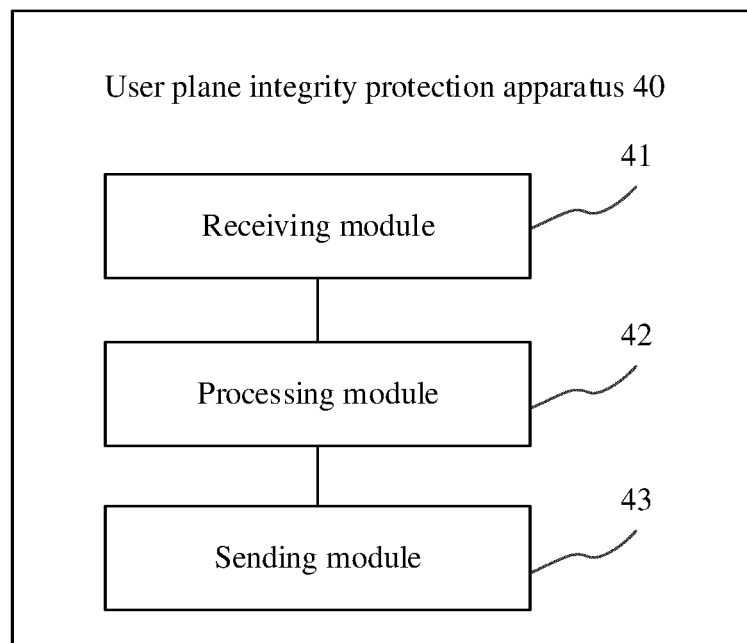 User plane integrity protection apparatus 40
41
Receiving module
42
Processing module
43
Sending module